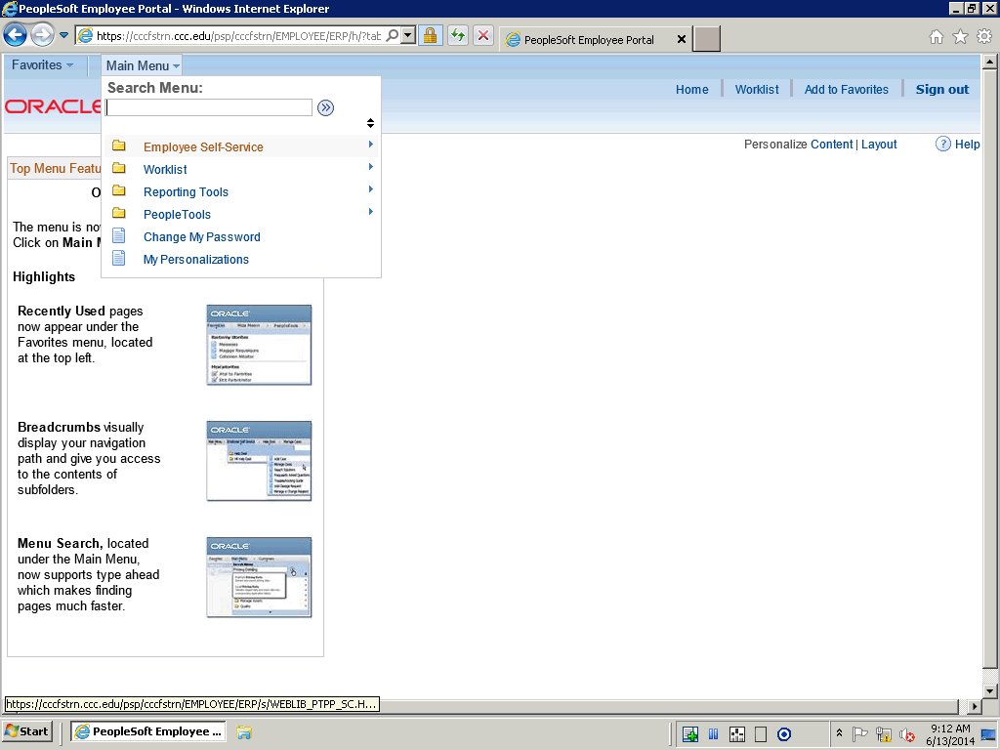 PeopleSoft Employee Portal - Windows Internet Explorer
https://cccfstrn.ccc.edu/psp/cccfstrn/EMPLOYEE/ERP/h/?tab
PeopleSoft Employee Portal
Favorites
Main Menu
Search Menu:
ORACLE
Home
Worklist
Add to Favorites
Sign out
Personalize Content | Layout
Help
Employee Self-Service
Worklist
Reporting Tools
PeopleTools
Change My Password
My Personalizations
Top Menu Featu
O
The menu is no
Click on Main M
Highlights
Recently Used pages
now appear under the
Favorites menu, located
at the top left.
ORACLE
Breadcrumbs visually
display your navigation
path and give you access
to the contents of
subfolders.
ORACLE
Menu Search, located
under the Main Menu,
now supports type ahead
which makes finding
pages much faster.
ORACLE
https://cccfstrn.ccc.edu/psp/cccfstrn/EMPLOYEE/ERP/s/WEBLIB_PTPP_SC.H...
Start
PeopleSoft Employee ...
9:12 AM
6/13/2014